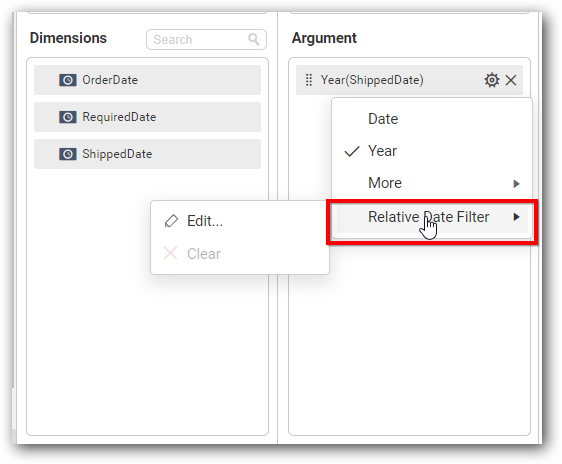 Dimensions
Search
OrderDate
RequiredDate
ShippedDate
Argument
Year(ShippedDate)
Date
Year
More
Relative Date Filter
Edit...
Clear